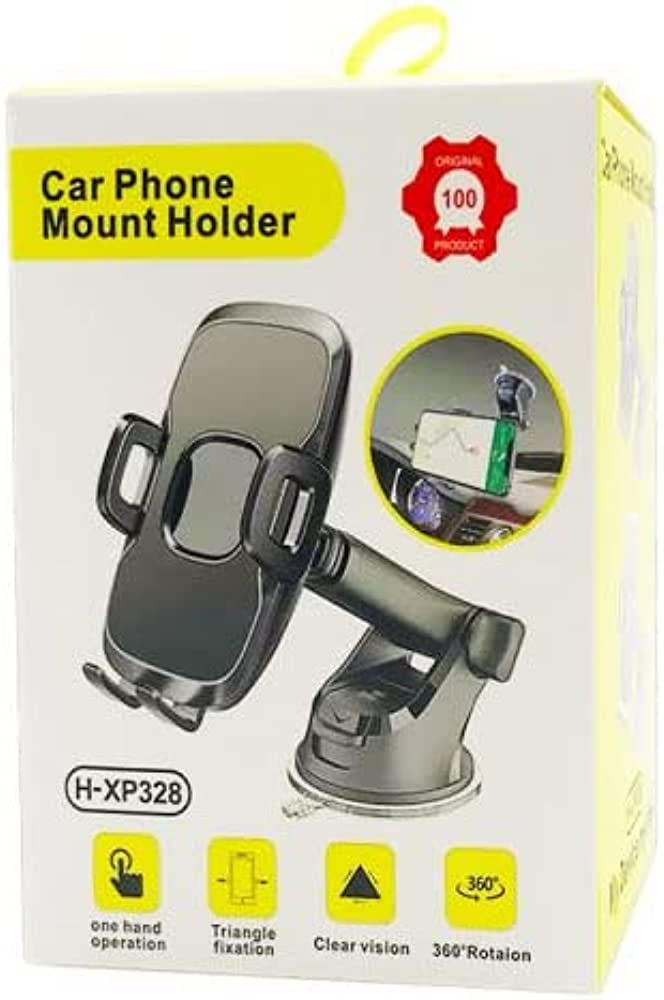 Car Phone
Mount Holder
ORIGINAL
100
PRODUCT
H-XP328
one hand
operation
Triangle
fixation
Clear vision
360°
360°Rotaion